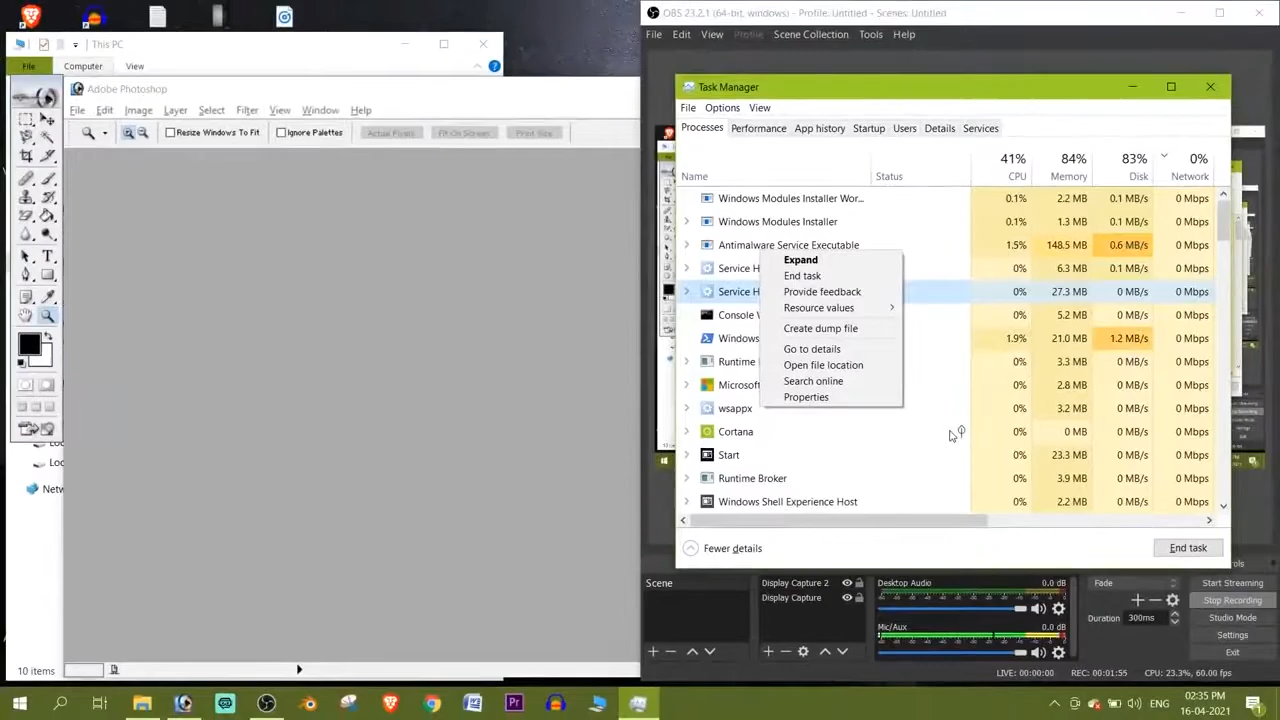 This PC
File Computer View
Adobe Photoshop
File Edit Image Layer Select Filter View Window Help
Resize Windows To Fit Ignore Palettes Actual Pixels Fit On Screen Print Size
Netw
10 items
OBS 23.2.1 (64-bit, windows) - Profile: Untitled - Scenes: Untitled
File Edit View Profile Scene Collection Tools Help
Task Manager
File Options View
Processes Performance App history Startup Users Details Services
41% 84% 83% 0%
Name Status CPU Memory Disk Network
Windows Modules Installer Wor... 0.1% 2.2 MB 0.1 MB/s 0 Mbps
Windows Modules Installer 0.1% 1.3 MB 0.1 MB/s 0 Mbps
Antimalware Service Executable 1.5% 148.5 MB 0.6 MB/s 0 Mbps
Service H 0% 6.3 MB 0.1 MB/s 0 Mbps
Service H 0% 27.3 MB 0 MB/s 0 Mbps
Console 0% 5.2 MB 0 MB/s 0 Mbps
Windows 1.9% 21.0 MB 1.2 MB/s 0 Mbps
Runtime 0% 3.3 MB 0 MB/s 0 Mbps
Microsoft 0% 2.8 MB 0 MB/s 0 Mbps
wsappx 0% 3.2 MB 0 MB/s 0 Mbps
Cortana 0% 0 MB 0 MB/s 0 Mbps
Start 0% 23.3 MB 0 MB/s 0 Mbps
Runtime Broker 0% 3.9 MB 0 MB/s 0 Mbps
Windows Shell Experience Host 0% 2.2 MB 0 MB/s 0 Mbps
Expand
End task
Provide feedback
Resource values
Create dump file
Go to details
Open file location
Search online
Properties
Fewer details End task
Scene
Display Capture 2
Display Capture
Desktop Audio 0.0 dB
Mic/Aux 0.0 dB
Fade
Duration 300ms
Start Streaming
Stop Recording
Studio Mode
Settings
Exit
LIVE: 00:00:00 REC: 00:01:55 CPU: 23.3%, 60.00 fps
ENG 02:35 PM
16-04-2021